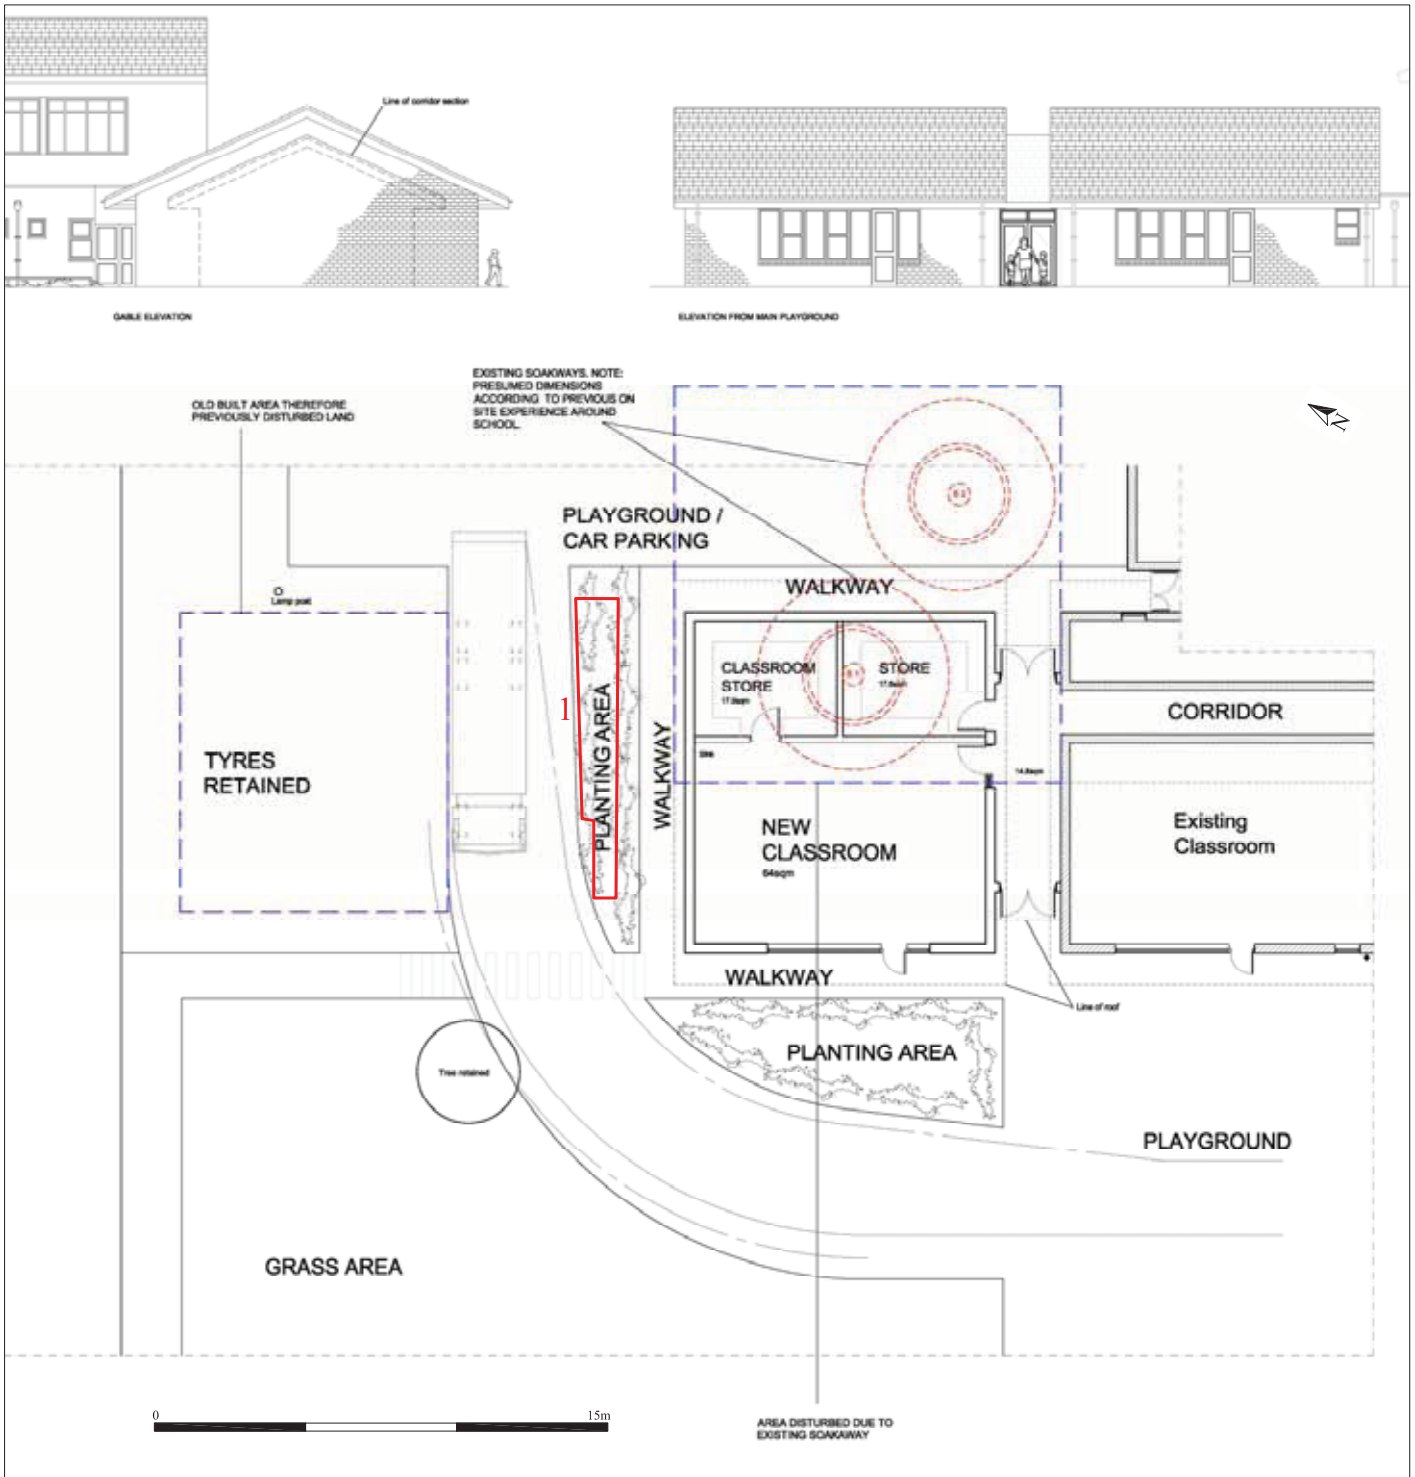 Line of corridor section
GABLE ELEVATION
ELEVATION FROM MAIN PLAYGROUND
EXISTING SOAKWAYS. NOTE:
PRESUMED DIMENSIONS
ACCORDING TO PREVIOUS ON
SITE EXPERIENCE AROUND
SCHOOL.
OLD BUILT AREA THEREFORE
PREVIOUSLY DISTURBED LAND
N
PLAYGROUND /
CAR PARKING
WALKWAY
Lamp post
CLASSROOM
STORE
STORE
1
PLANTING AREA
WALKWAY
CORRIDOR
TYRES
RETAINED
NEW
CLASSROOM
64sqm
Existing
Classroom
WALKWAY
Line of roof
PLANTING AREA
Tree retained
PLAYGROUND
GRASS AREA
0
15m
AREA DISTURBED DUE TO
EXISTING SOAKAWAY